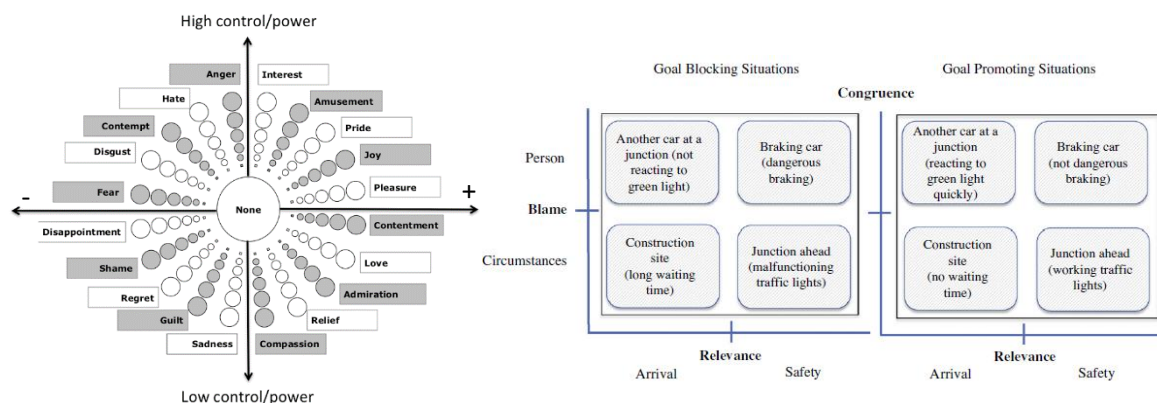 High control/power
Anger
Interest
Hate
Amusement
Contempt
Pride
Disgust
Joy
Fear
Pleasure
-
+
None
Disappointment
Contentment
Shame
Love
Regret
Admiration
Guilt
Relief
Sadness
Compassion
Low control/power
Goal Blocking Situations
Goal Promoting Situations
Congruence
Person
Blame
Circumstances
Another car at a
junction (not
reacting to
green light)
Braking car
(dangerous
braking)
Construction
site
(long waiting
time)
Junction ahead
(malfunctioning
traffic lights)
Another car at a
junction
(reacting to
green light
quickly)
Braking car
(not dangerous
braking)
Construction
site
(no waiting
time)
Junction ahead
(working traffic
lights)
Relevance
Arrival
Safety
Relevance
Arrival
Safety